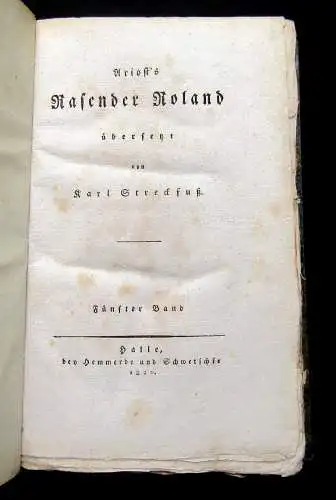 Ariost's
Rasender Roland
übersetzt
von
Karl Streckfuß.
Fünfter Band
Halle,
bey Hemmerde und Schwetschke